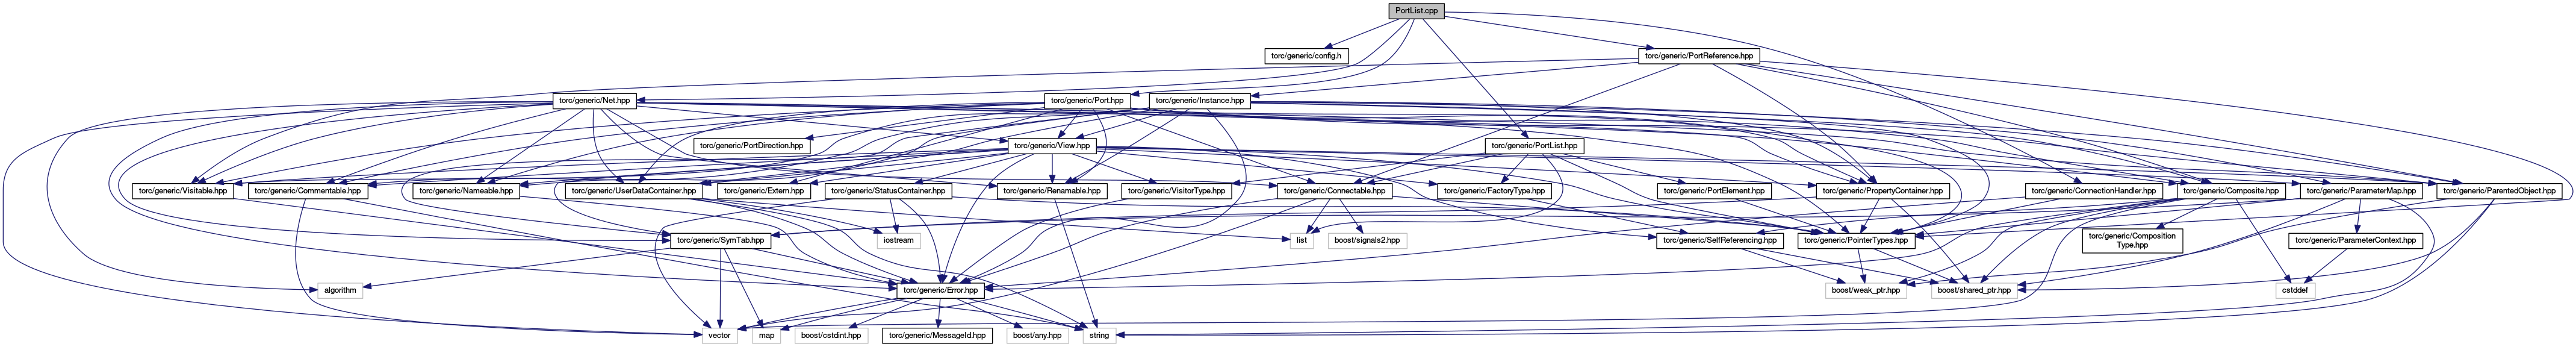 PortList.cpp
torc/generic/config.h
torc/generic/PortReference.hpp
torc/generic/Net.hpp
torc/generic/Port.hpp
torc/generic/Instance.hpp
torc/generic/PortDirection.hpp
torc/generic/View.hpp
torc/generic/PortList.hpp
torc/generic/Visitable.hpp
torc/generic/Commentable.hpp
torc/generic/Nameable.hpp
torc/generic/UserDataContainer.hpp
torc/generic/Extern.hpp
torc/generic/StatusContainer.hpp
torc/generic/Renamable.hpp
torc/generic/VisitorType.hpp
torc/generic/Connectable.hpp
torc/generic/FactoryType.hpp
torc/generic/PortElement.hpp
torc/generic/PropertyContainer.hpp
torc/generic/ConnectionHandler.hpp
torc/generic/Composite.hpp
torc/generic/ParameterMap.hpp
torc/generic/ParentedObject.hpp
torc/generic/SymTab.hpp
iostream
list
boost/signals2.hpp
torc/generic/SelfReferencing.hpp
torc/generic/PointerTypes.hpp
torc/generic/Composition
Type.hpp
torc/generic/ParameterContext.hpp
algorithm
torc/generic/Error.hpp
boost/weak_ptr.hpp
boost/shared_ptr.hpp
cstddef
vector
map
boost/cstdint.hpp
torc/generic/MessageId.hpp
boost/any.hpp
string